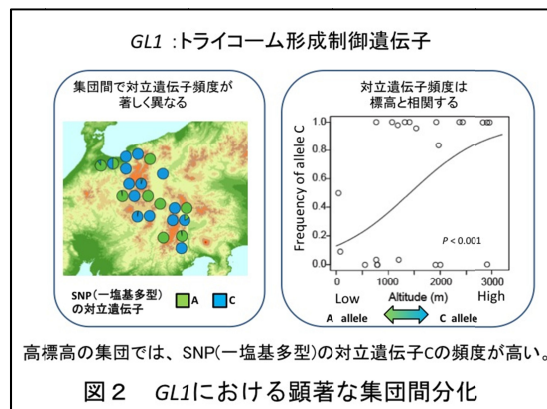 GL1 :トライコーム形成制御遺伝子
集団間で対立遺伝子頻度が
著しく異なる
SNP(一塩基多型)
の対立遺伝子
A
C
対立遺伝子頻度は
標高と相関する
Frequency of allele C
1.0
0.8
0.6
0.4
0.2
0.0
P < 0.001
0 1000 2000 3000
Low Altitude (m) High
A allele C allele
高標高の集団では、SNP(一塩基多型)の対立遺伝子Cの頻度が高い。
図2 GL1における顕著な集団間分化